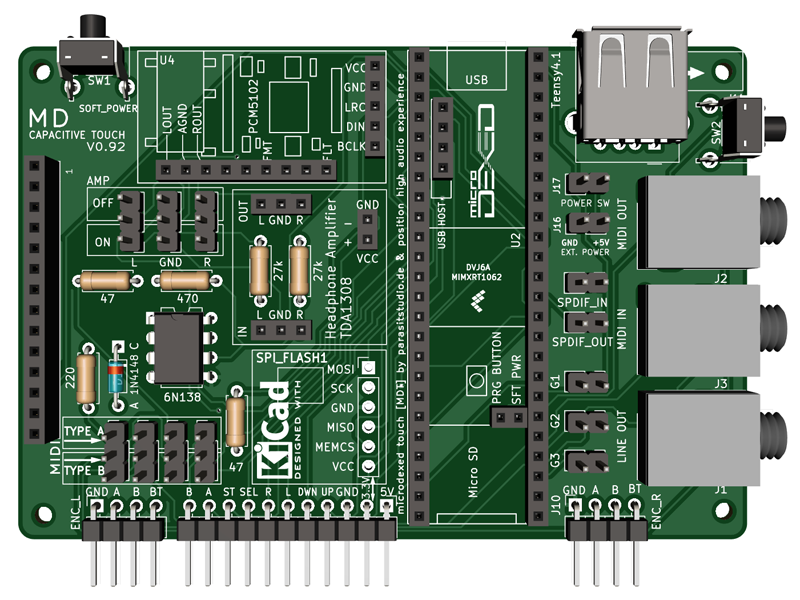 SW1
SOFT_POWER
MD
CAPACITIVE TOUCH
V0.92
1
U4
LOUT
AGND
ROUT
FMT
FLT
PCM5102
VCC
GND
LRC
DIN
BCLK
AMP
OFF
ON
L GND R
47
470
OUT
L GND R
GND
-
+
VCC
27k
27k
Headphone Amplifier
TDA1308
L GND R
IN
220
A 1N4148 C
6N138
47
MIDI
TYPE A
TYPE B
SPI_FLASH1
MOSI
SCK
GND
MISO
MEMCS
VCC
KiCad
DESIGNED WITH
microdexed touch [MD*] by parasitstudio.de & position high audio experience
USB
Teensy4.1
micro
DEXED
USB HOST
U2
DVJ6A
MIMXRT1062
PRG BUTTON
SFT PWR
Micro SD
SW2
J17
POWER SW
J16
GND +5V
EXT. POWER
SPDIF_IN
SPDIF_OUT
G1
G2
G3
LINE OUT
MIDI OUT
J2
MIDI IN
J3
J1
ENC_L
GND A B BT
B A ST SEL R L DWN UP GND 3.3V 5V
J10
GND A B BT
ENC_R